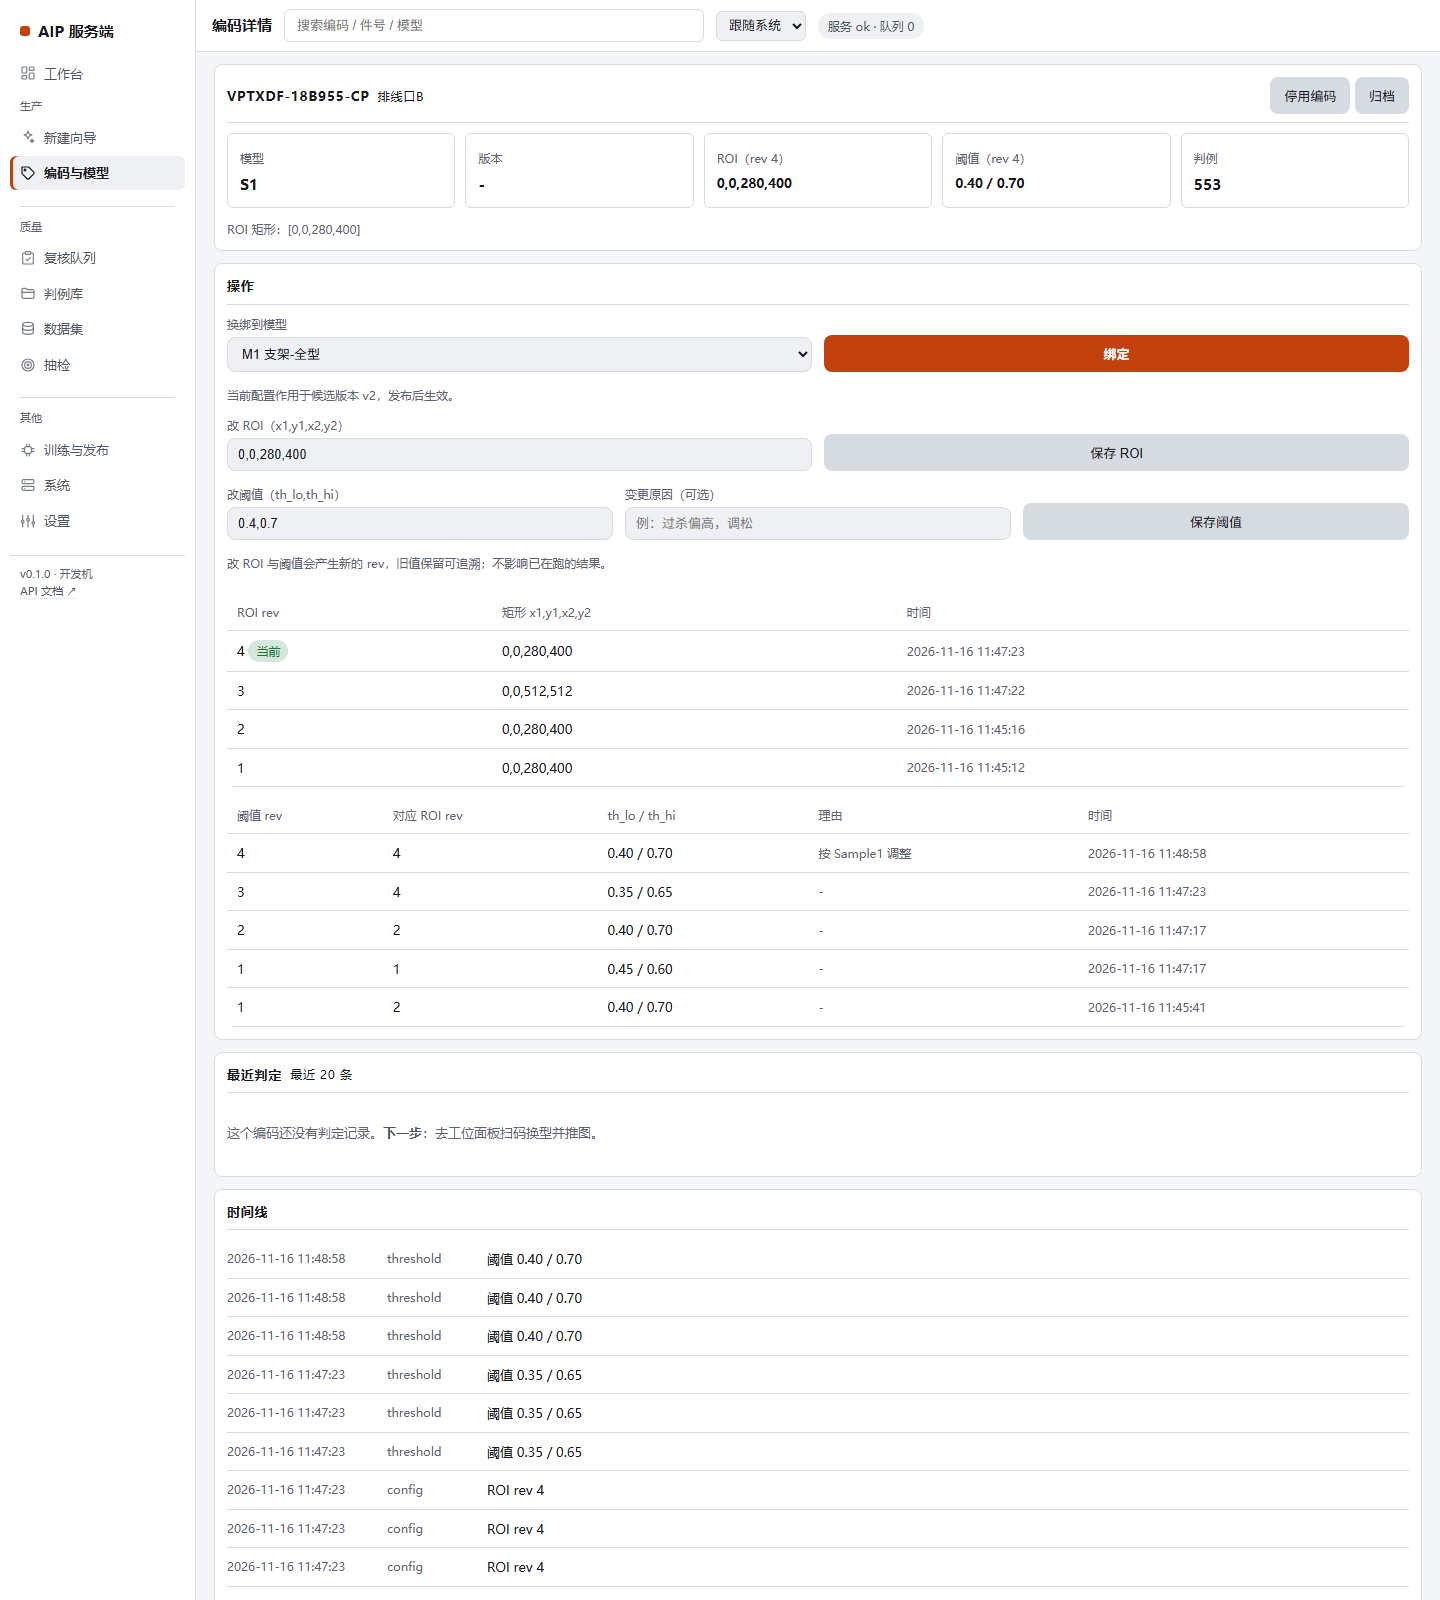 AIP 服务端
工作台
生产
新建向导
编码与模型
质量
复核队列
判例库
数据集
抽检
其他
训练与发布
系统
设置
v0.1.0 · 开发机
API 文档 ↗
编码详情
搜索编码 / 件号 / 模型
跟随系统
服务 ok · 队列 0
VPTXDF-18B955-CP 排线口B
停用编码
归档
模型
S1
版本
-
ROI（rev 4）
0,0,280,400
阈值（rev 4）
0.40 / 0.70
判例
553
ROI 矩形：[0,0,280,400]
操作
换绑到模型
M1 支架-全型
绑定
当前配置作用于候选版本 v2，发布后生效。
改 ROI（x1,y1,x2,y2）
0,0,280,400
保存 ROI
改阈值（th_lo,th_hi）
0.4,0.7
变更原因（可选）
例：过杀偏高，调松
保存阈值
改 ROI 与阈值会产生新的 rev，旧值保留可追溯；不影响已在跑的结果。
ROI rev 矩形 x1,y1,x2,y2 时间
4 当前 0,0,280,400 2026-11-16 11:47:23
3 0,0,512,512 2026-11-16 11:47:22
2 0,0,280,400 2026-11-16 11:45:16
1 0,0,280,400 2026-11-16 11:45:12
阈值 rev 对应 ROI rev th_lo / th_hi 理由 时间
4 4 0.40 / 0.70 按 Sample1 调整 2026-11-16 11:48:58
3 4 0.35 / 0.65 - 2026-11-16 11:47:23
2 2 0.40 / 0.70 - 2026-11-16 11:47:17
1 1 0.45 / 0.60 - 2026-11-16 11:47:17
1 2 0.40 / 0.70 - 2026-11-16 11:45:41
最近判定 最近 20 条
这个编码还没有判定记录。下一步：去工位面板扫码换型并推图。
时间线
2026-11-16 11:48:58 threshold 阈值 0.40 / 0.70
2026-11-16 11:48:58 threshold 阈值 0.40 / 0.70
2026-11-16 11:48:58 threshold 阈值 0.40 / 0.70
2026-11-16 11:47:23 threshold 阈值 0.35 / 0.65
2026-11-16 11:47:23 threshold 阈值 0.35 / 0.65
2026-11-16 11:47:23 threshold 阈值 0.35 / 0.65
2026-11-16 11:47:23 config ROI rev 4
2026-11-16 11:47:23 config ROI rev 4
2026-11-16 11:47:23 config ROI rev 4